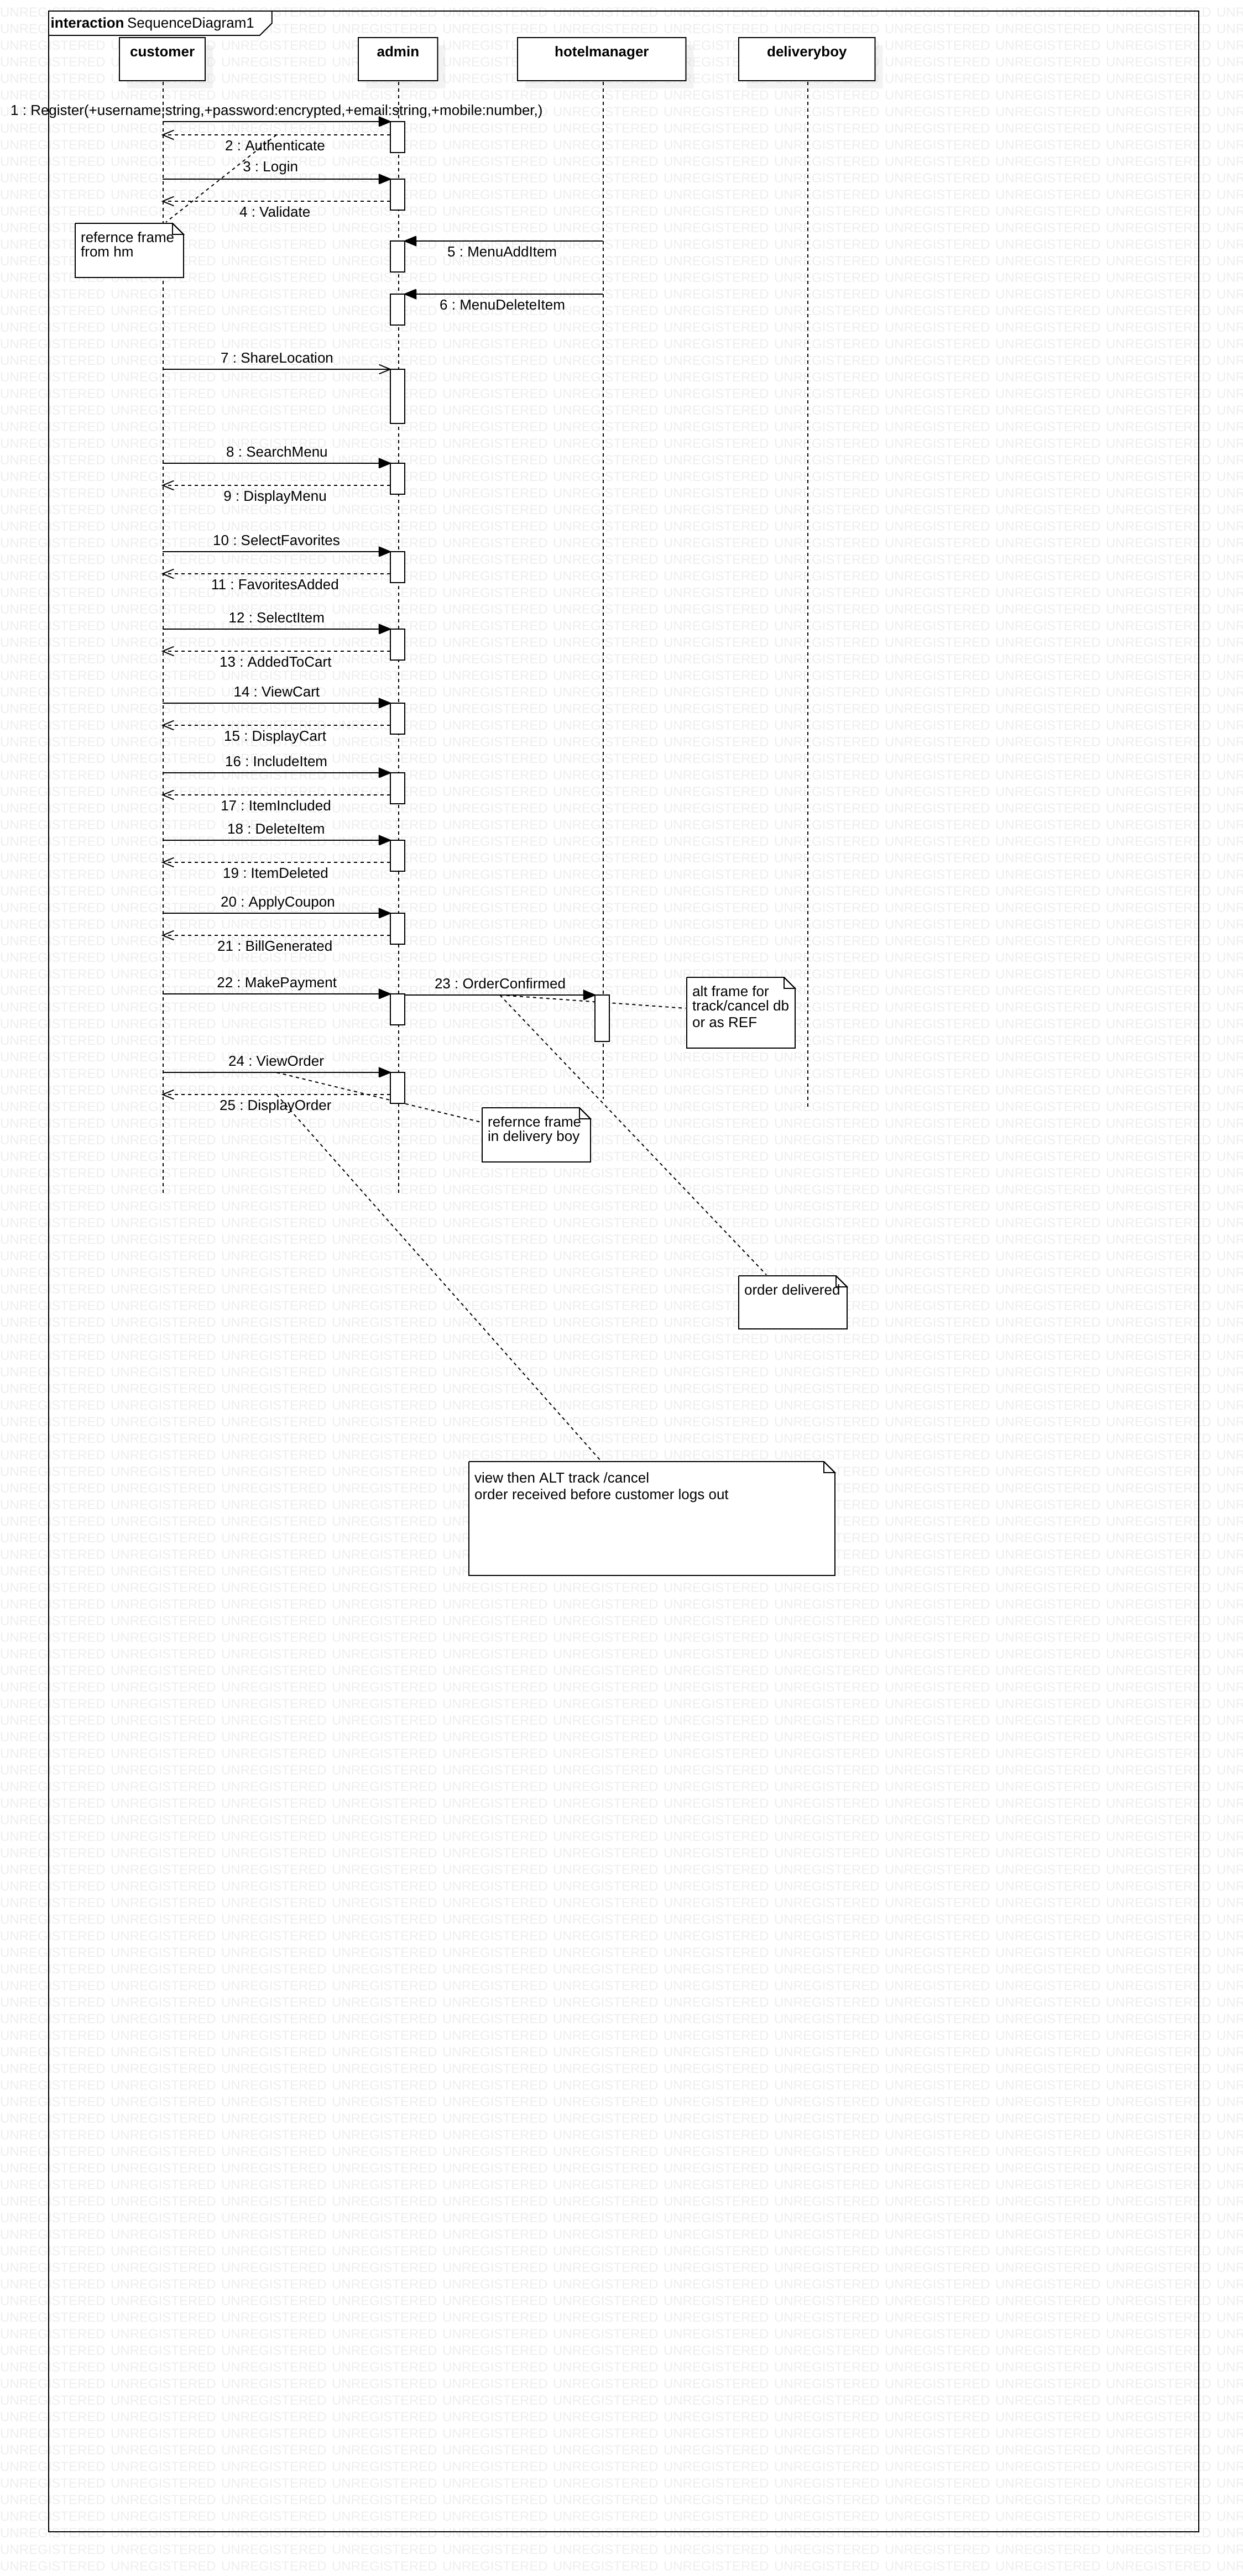 interaction SequenceDiagram1
customer
admin
hotelmanager
deliveryboy
1 : Register(+username:string,+password:encrypted,+email:string,+mobile:number,)
2 : Authenticate
3 : Login
4 : Validate
refernce frame
from hm
5 : MenuAddItem
6 : MenuDeleteItem
7 : ShareLocation
8 : SearchMenu
9 : DisplayMenu
10 : SelectFavorites
11 : FavoritesAdded
12 : SelectItem
13 : AddedToCart
14 : ViewCart
15 : DisplayCart
16 : IncludeItem
17 : ItemIncluded
18 : DeleteItem
19 : ItemDeleted
20 : ApplyCoupon
21 : BillGenerated
22 : MakePayment
23 : OrderConfirmed
alt frame for
track/cancel db
or as REF
24 : ViewOrder
25 : DisplayOrder
refernce frame
in delivery boy
order delivered
view then ALT track /cancel
order received before customer logs out
UNREGISTERED